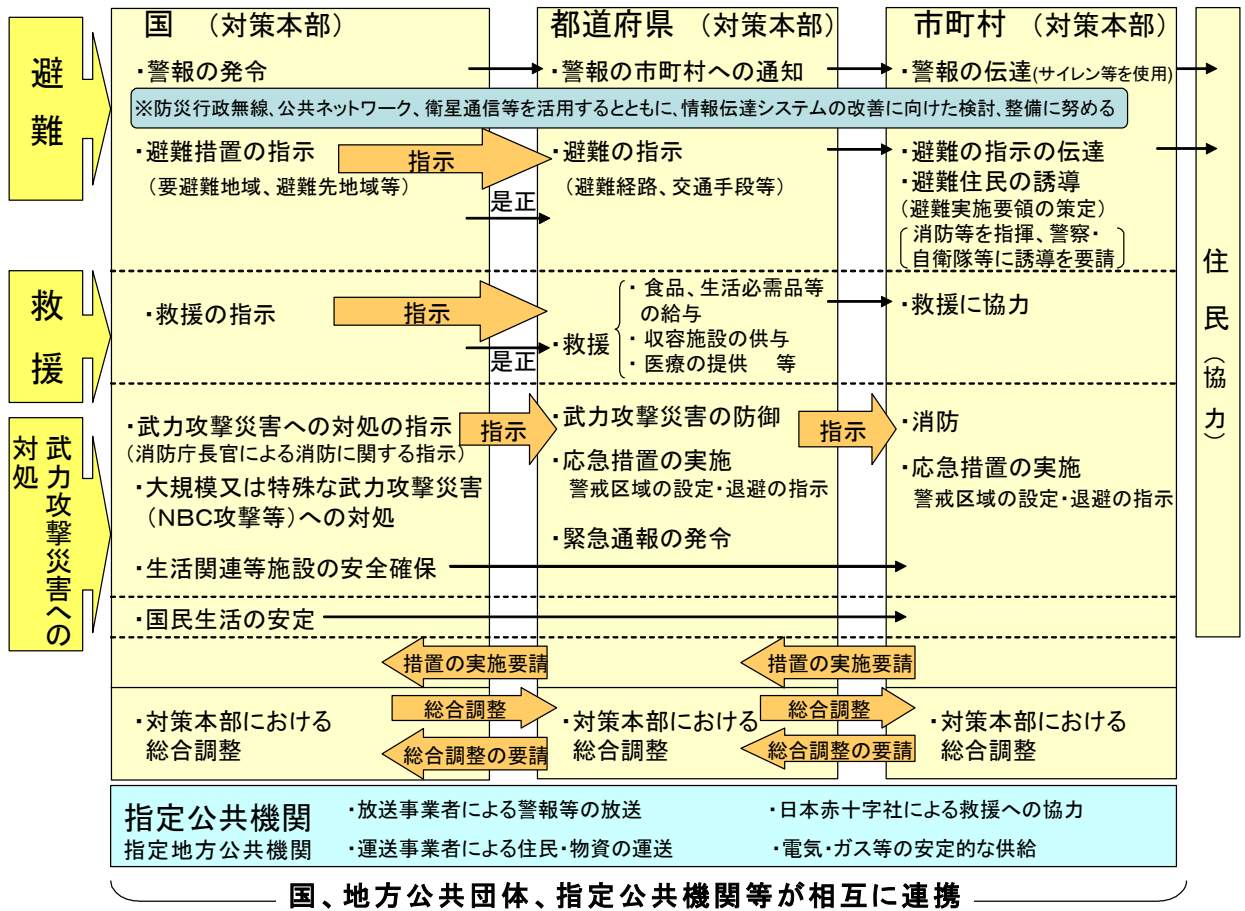 避難
国 （対策本部）
都道府県 （対策本部）
市町村 （対策本部）
・警報の発令
・警報の市町村への通知
・警報の伝達(サイレン等を使用)
※防災行政無線、公共ネットワーク、衛星通信等を活用するとともに、情報伝達システムの改善に向けた検討、整備に努める
・避難措置の指示
（要避難地域、避難先地域等）
指示
是正
・避難の指示
（避難経路、交通手段等）
・避難の指示の伝達
・避難住民の誘導
（避難実施要領の策定）
消防等を指揮、警察・
自衛隊等に誘導を要請
住民（協力）
救援
・救援の指示
指示
是正
・救援
・食品、生活必需品等
の給与
・収容施設の供与
・医療の提供 等
・救援に協力
武力攻撃災害への
対処
・武力攻撃災害への対処の指示
（消防庁長官による消防に関する指示）
指示
・武力攻撃災害の防御
指示
・消防
・応急措置の実施
警戒区域の設定・退避の指示
・応急措置の実施
警戒区域の設定・退避の指示
・大規模又は特殊な武力攻撃災害
（ＮＢＣ攻撃等）への対処
・緊急通報の発令
・生活関連等施設の安全確保
・国民生活の安定
措置の実施要請
措置の実施要請
・対策本部における
総合調整
総合調整
総合調整の要請
・対策本部における
総合調整
総合調整
総合調整の要請
・対策本部における
総合調整
指定公共機関
指定地方公共機関
・放送事業者による警報等の放送
・日本赤十字社による救援への協力
・運送事業者による住民・物資の運送
・電気・ガス等の安定的な供給
国、地方公共団体、指定公共機関等が相互に連携